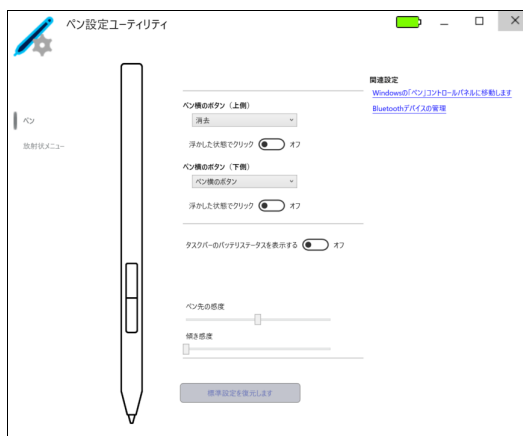 ペン設定ユーティリティ
関連設定
Windowsの「ペン」コントロールパネルに移動します
Bluetoothデバイスの管理
ペン
放射状メニュー
ペン横のボタン（上側）
消去
浮かした状態でクリック オフ
ペン横のボタン（下側）
ペン横のボタン
浮かした状態でクリック オフ
タスクバーのバッテリステータスを表示する オフ
ペン先の感度
傾き感度
標準設定を復元します